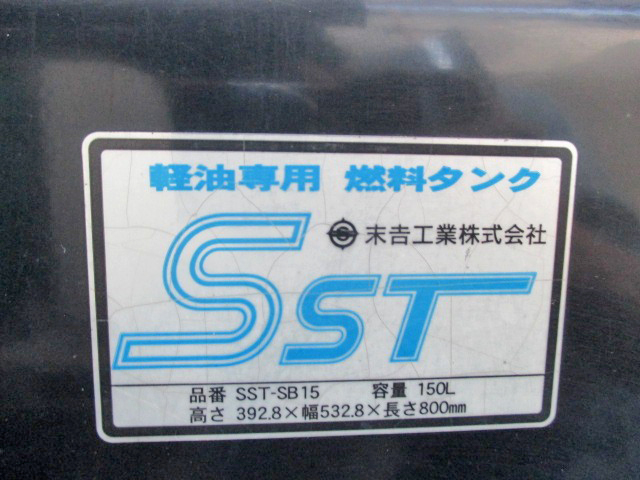 軽油専用 燃料タンク
末吉工業株式会社
SST
品番 SST-SB15 容量 150L
高さ 392.8×幅532.8×長さ800mm